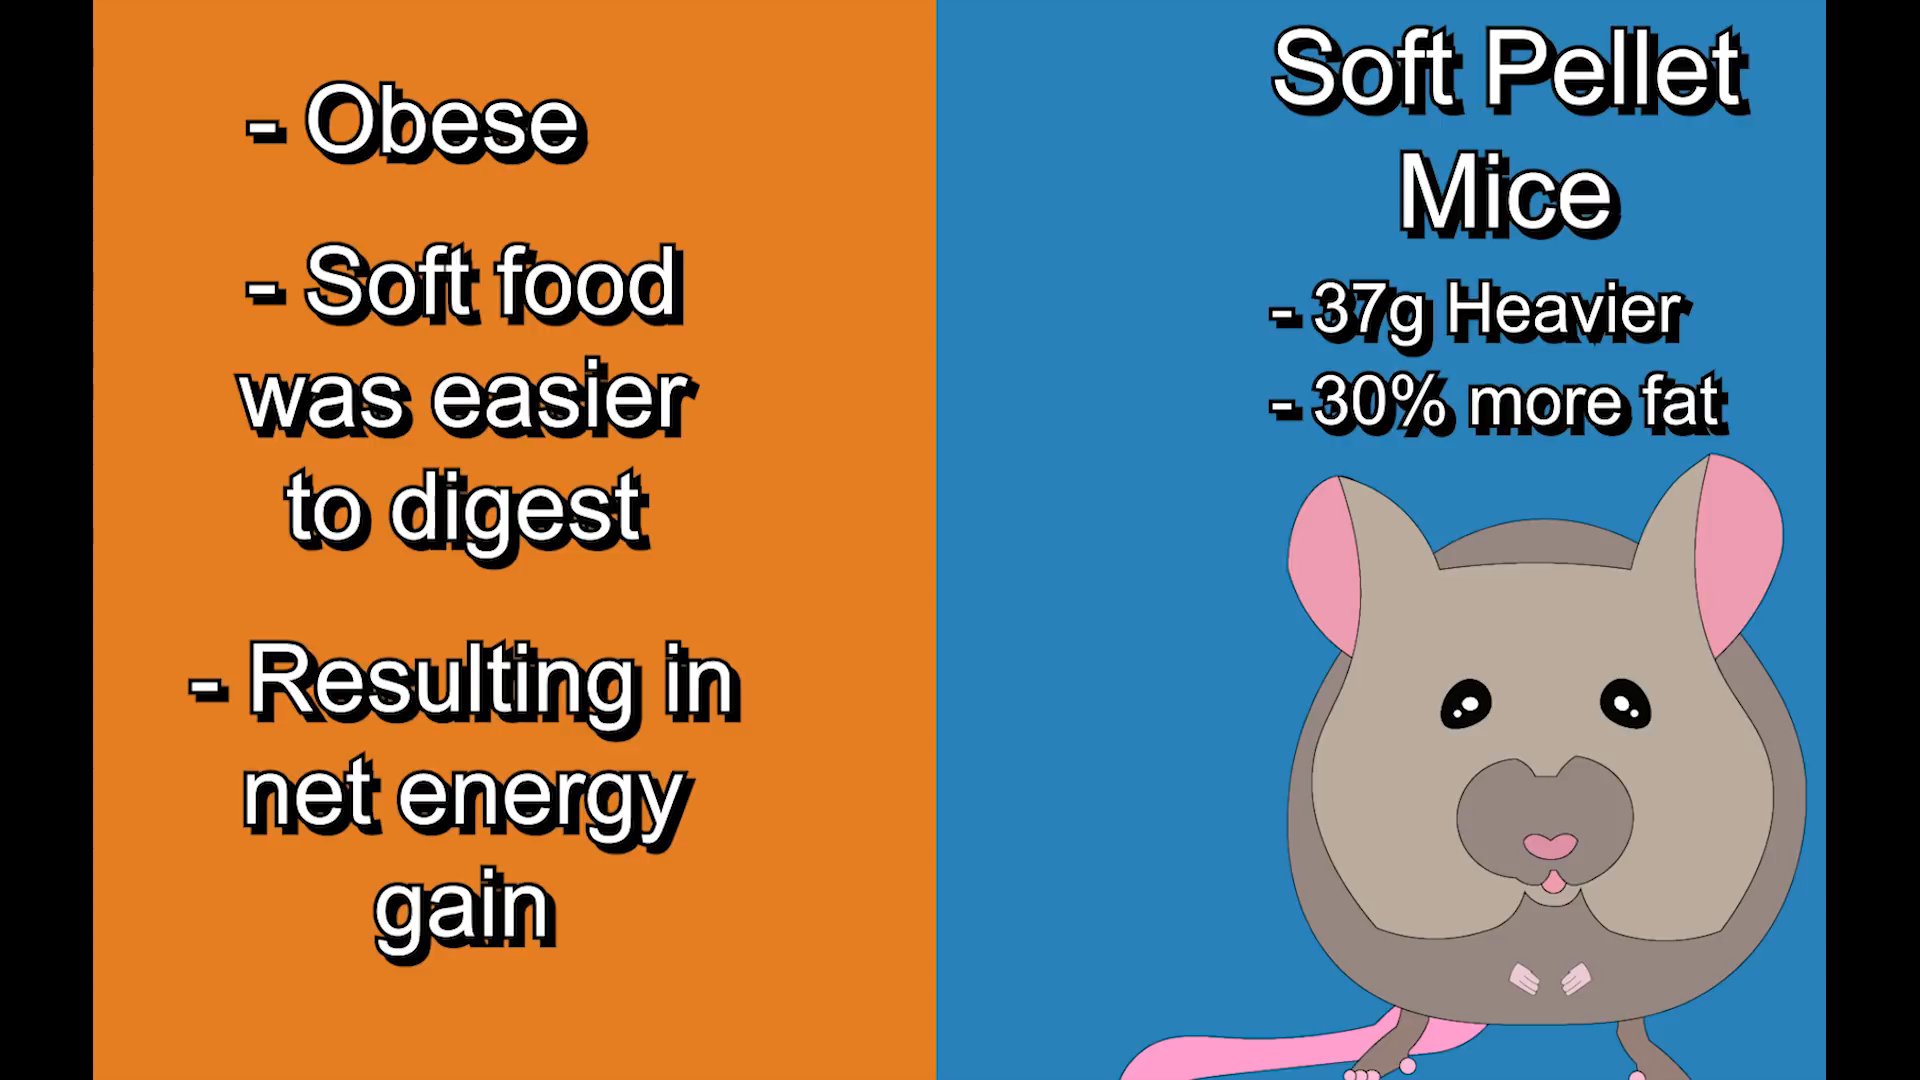 - Obese
- Soft food
was easier
to digest
- Resulting in
net energy
gain
Soft Pellet
Mice
- 37g Heavier
- 30% more fat